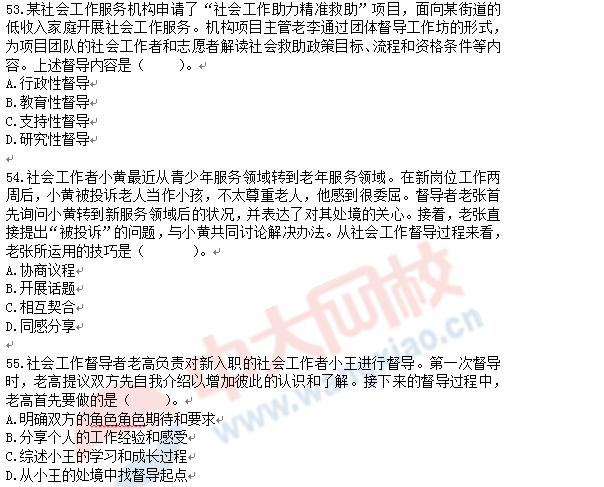 53.某社会工作服务机构申请了“社会工作助力精准救助”项目，面向某街道的
低收入家庭开展社会工作服务。机构项目主管老李通过团体督导工作坊的形式，
为项目团队的社会工作者和志愿者解读社会救助政策目标、流程和资格条件等内
容。上述督导内容是（　　）。
A.行政性督导
B.教育性督导
C.支持性督导
D.研究性督导
54.社会工作者小黄最近从青少年服务领域转到老年服务领域。在新岗位工作两
周后，小黄被投诉老人当作小孩，不太尊重老人，他感到很委屈。督导者老张首
先询问小黄转到新服务领域后的状况，并表达了对其处境的关心。接着，老张直
接提出“被投诉”的问题，与小黄共同讨论解决办法。从社会工作督导过程来看，
老张所运用的技巧是（　　）。
A.协商议程
B.开展话题
C.相互契合
D.同感分享
55.社会工作督导者老高负责对新入职的社会工作者小王进行督导。第一次督导
时，老高提议双方先自我介绍以增加彼此的认识和了解。接下来的督导过程中，
老高首先要做的是（　　）。
A.明确双方的角色角色期待和要求
B.分享个人的工作经验和感受
C.综述小王的学习和成长过程
D.从小王的处境中找督导起点
中大网校
www.wangxiao.cn